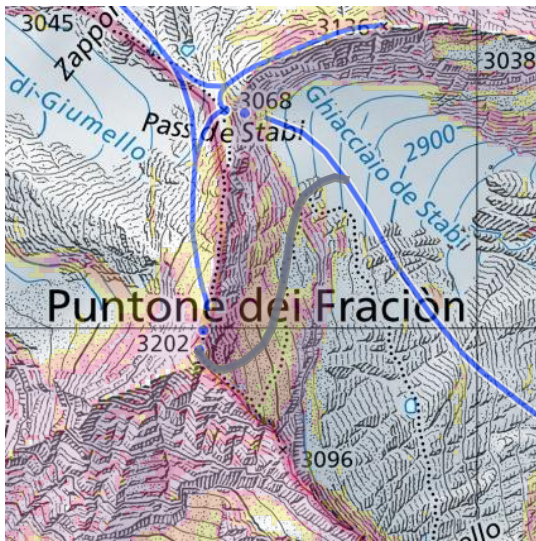 3045
3136
3038
Zappor
di-Giumello
3068
Pass de Stabi
Ghiacciaio de Stabi
2900
Puntone dei Fraciòn
3202
3096
ello